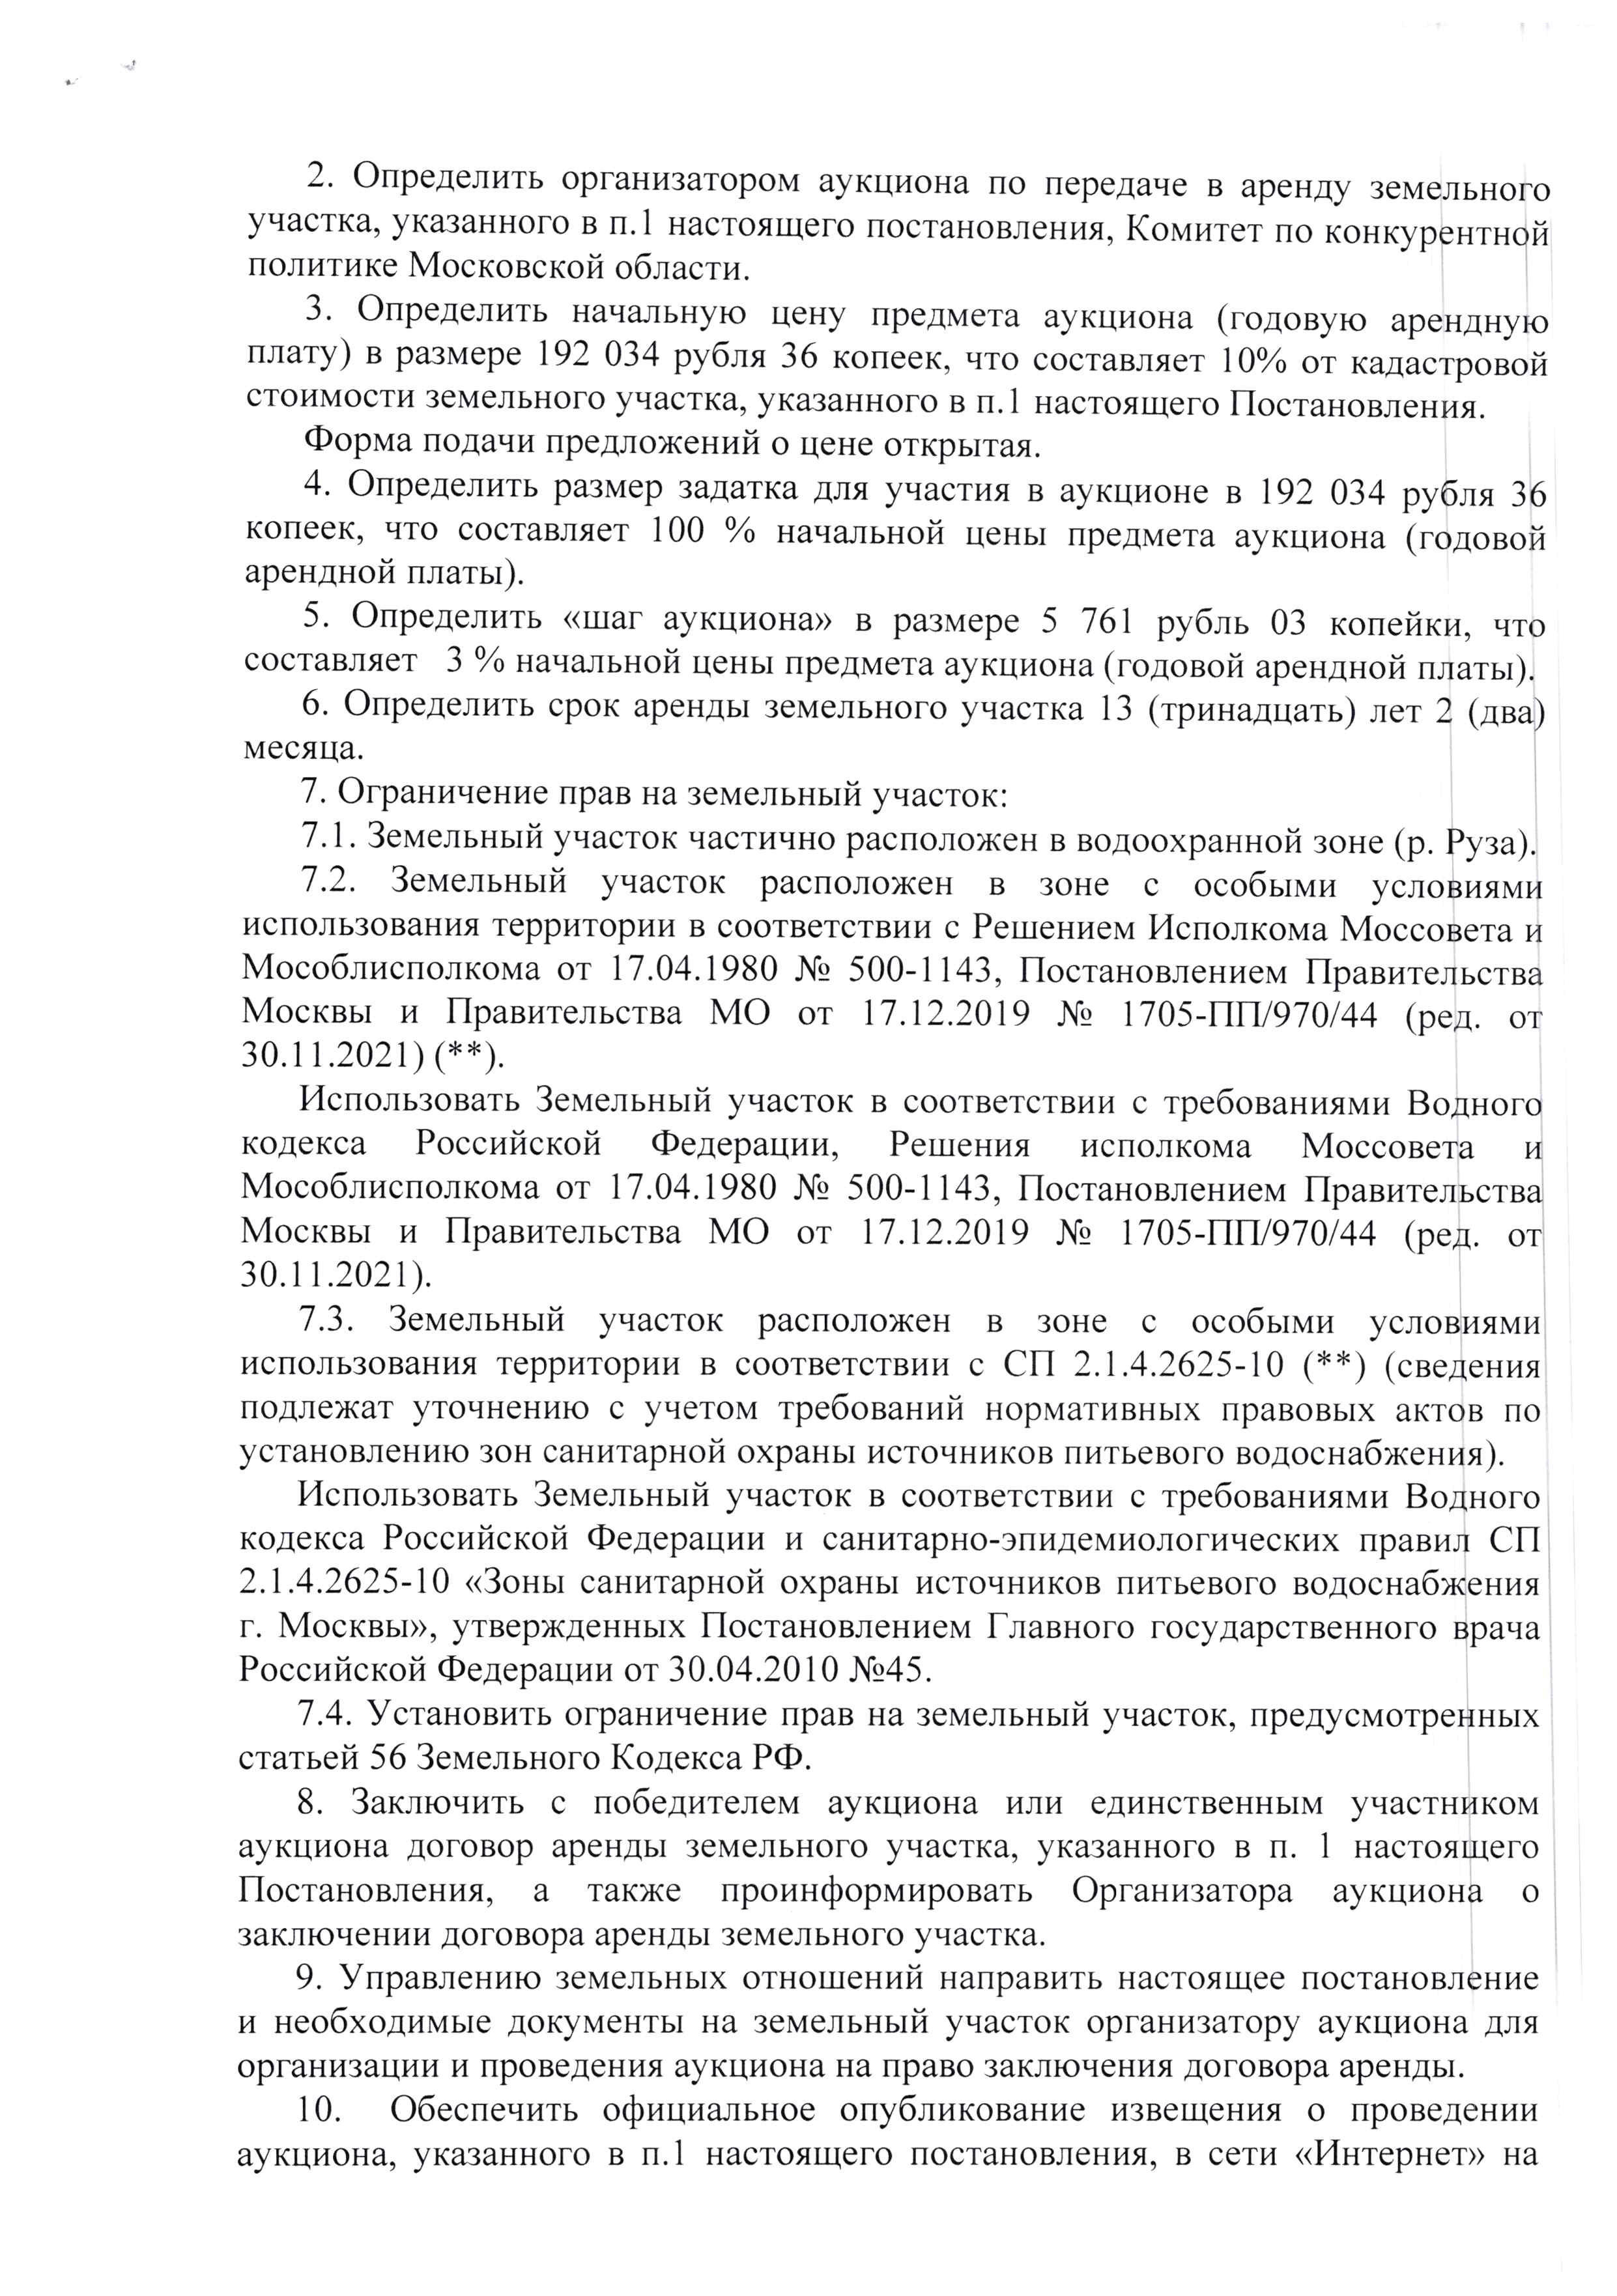 2. Определить организатором аукциона по передаче в аренду земельного
участка, указанного в п.1 настоящего постановления, Комитет по конкурентной
политике Московской области.
3. Определить начальную цену предмета аукциона (годовую арендную
плату) в размере 192 034 рубля 36 копеек, что составляет 10% от кадастровой
стоимости земельного участка, указанного в п.1 настоящего Постановления.
Форма подачи предложений о цене открытая.
4. Определить размер задатка для участия в аукционе в 192 034 рубля 36
копеек, что составляет 100 % начальной цены предмета аукциона (годовой
арендной платы).
5. Определить «шаг аукциона» в размере 5 761 рубль 03 копейки, что
составляет 3 % начальной цены предмета аукциона (годовой арендной платы).
6. Определить срок аренды земельного участка 13 (тринадцать) лет 2 (два)
месяца.
7. Ограничение прав на земельный участок:
7.1. Земельный участок частично расположен в водоохранной зоне (р. Руза).
7.2. Земельный участок расположен в зоне с особыми условиями
использования территории в соответствии с Решением Исполкома Моссовета и
Мособлисполкома от 17.04.1980 № 500-1143, Постановлением Правительства
Москвы и Правительства МО от 17.12.2019 № 1705-ПП/970/44 (ред. от
30.11.2021) (**).
Использовать Земельный участок в соответствии с требованиями Водного
кодекса Российской Федерации, Решения исполкома Моссовета и
Мособлисполкома от 17.04.1980 № 500-1143, Постановлением Правительства
Москвы и Правительства МО от 17.12.2019 № 1705-ПП/970/44 (ред. от
30.11.2021).
7.3. Земельный участок расположен в зоне с особыми условиями
использования территории в соответствии с СП 2.1.4.2625-10 (**) (сведения
подлежат уточнению с учетом требований нормативных правовых актов по
установлению зон санитарной охраны источников питьевого водоснабжения).
Использовать Земельный участок в соответствии с требованиями Водного
кодекса Российской Федерации и санитарно-эпидемиологических правил СП
2.1.4.2625-10 «Зоны санитарной охраны источников питьевого водоснабжения
г. Москвы», утвержденных Постановлением Главного государственного врача
Российской Федерации от 30.04.2010 №45.
7.4. Установить ограничение прав на земельный участок, предусмотренных
статьей 56 Земельного Кодекса РФ.
8. Заключить с победителем аукциона или единственным участником
аукциона договор аренды земельного участка, указанного в п. 1 настоящего
Постановления, а также проинформировать Организатора аукциона о
заключении договора аренды земельного участка.
9. Управлению земельных отношений направить настоящее постановление
и необходимые документы на земельный участок организатору аукциона для
организации и проведения аукциона на право заключения договора аренды.
10. Обеспечить официальное опубликование извещения о проведении
аукциона, указанного в п.1 настоящего постановления, в сети «Интернет» на